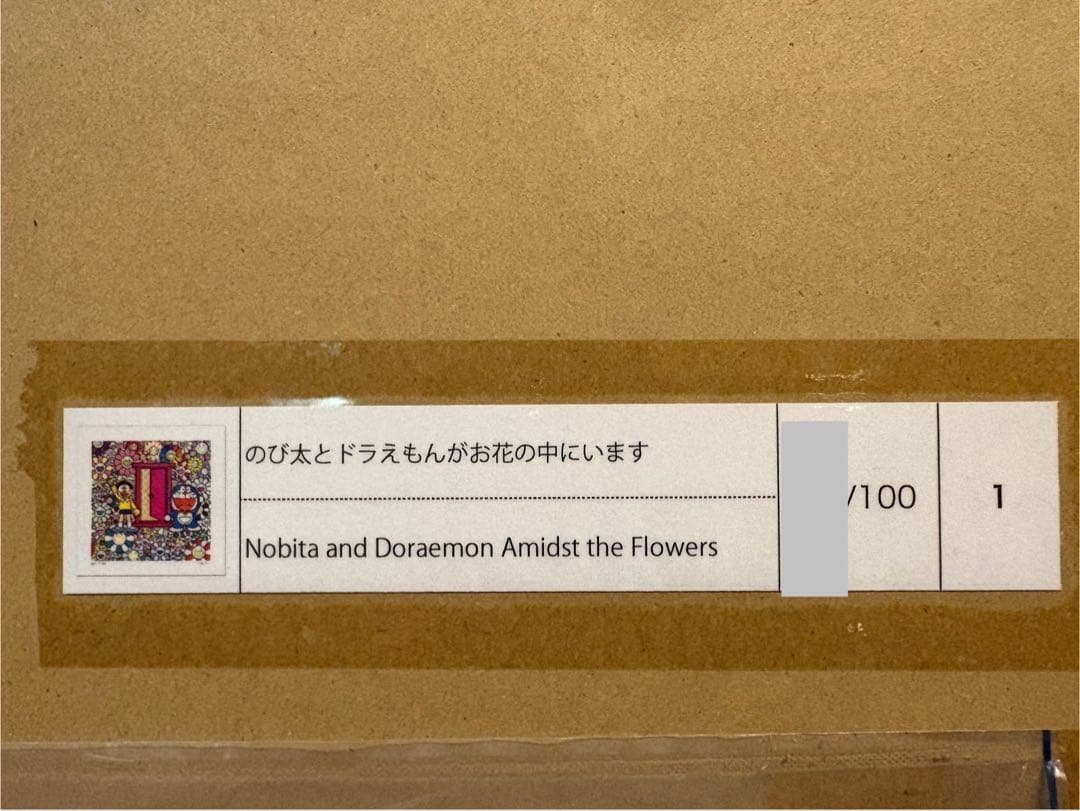 のび太とドラえもんがお花の中にいます
Nobita and Doraemon Amidst the Flowers
/100
1